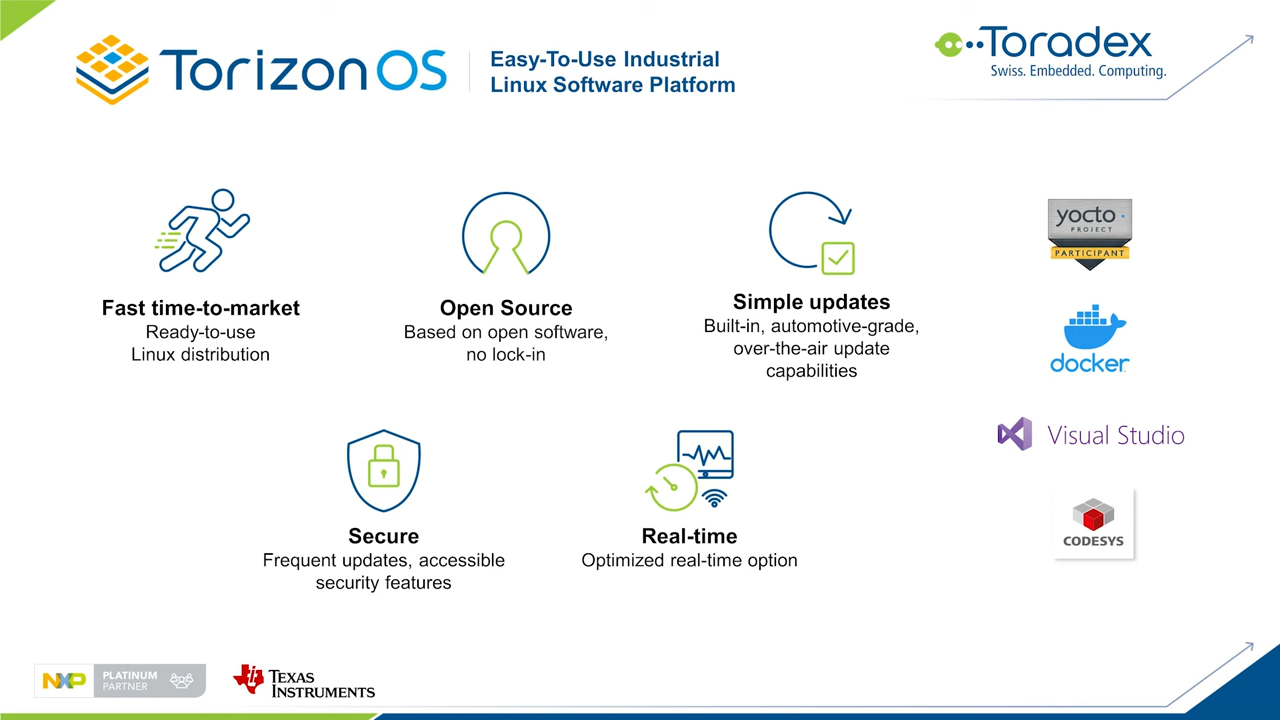 Torizon OS
Easy-To-Use Industrial
Linux Software Platform
Toradex
Swiss. Embedded. Computing.
Fast time-to-market
Ready-to-use
Linux distribution
Open Source
Based on open software,
no lock-in
Simple updates
Built-in, automotive-grade,
over-the-air update
capabilities
Secure
Frequent updates, accessible
security features
Real-time
Optimized real-time option
yocto
PROJECT
PARTICIPANT
docker
Visual Studio
CODESYS
NXP
PLATINUM
PARTNER
TEXAS
INSTRUMENTS